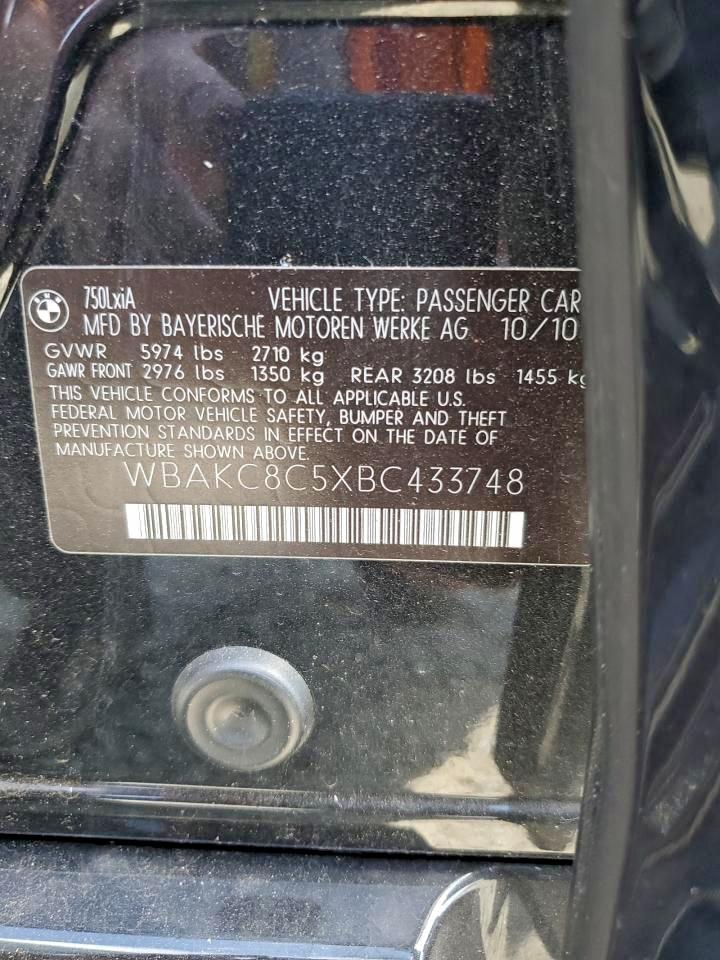 BMW
750LxiA VEHICLE TYPE: PASSENGER CAR
MFD BY BAYERISCHE MOTOREN WERKE AG 10/10
GVWR 5974 lbs 2710 kg
GAWR FRONT 2976 lbs 1350 kg REAR 3208 lbs 1455 kg
THIS VEHICLE CONFORMS TO ALL APPLICABLE U.S.
FEDERAL MOTOR VEHICLE SAFETY, BUMPER AND THEFT
PREVENTION STANDARDS IN EFFECT ON THE DATE OF
MANUFACTURE SHOWN ABOVE.
WBAKC8C5XBC433748